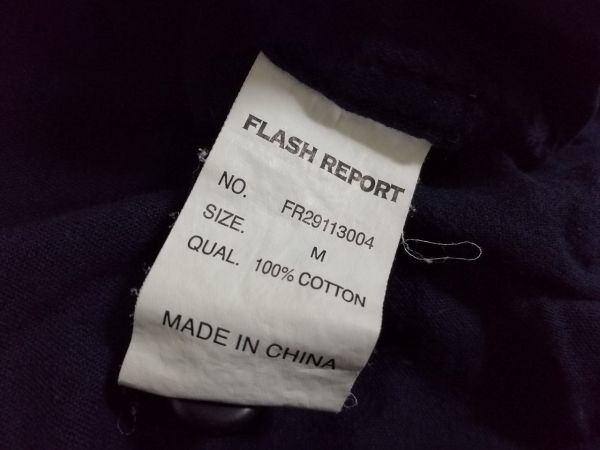 FLASH REPORT
NO. FR29113004
SIZE. M
QUAL. 100% COTTON
MADE IN CHINA